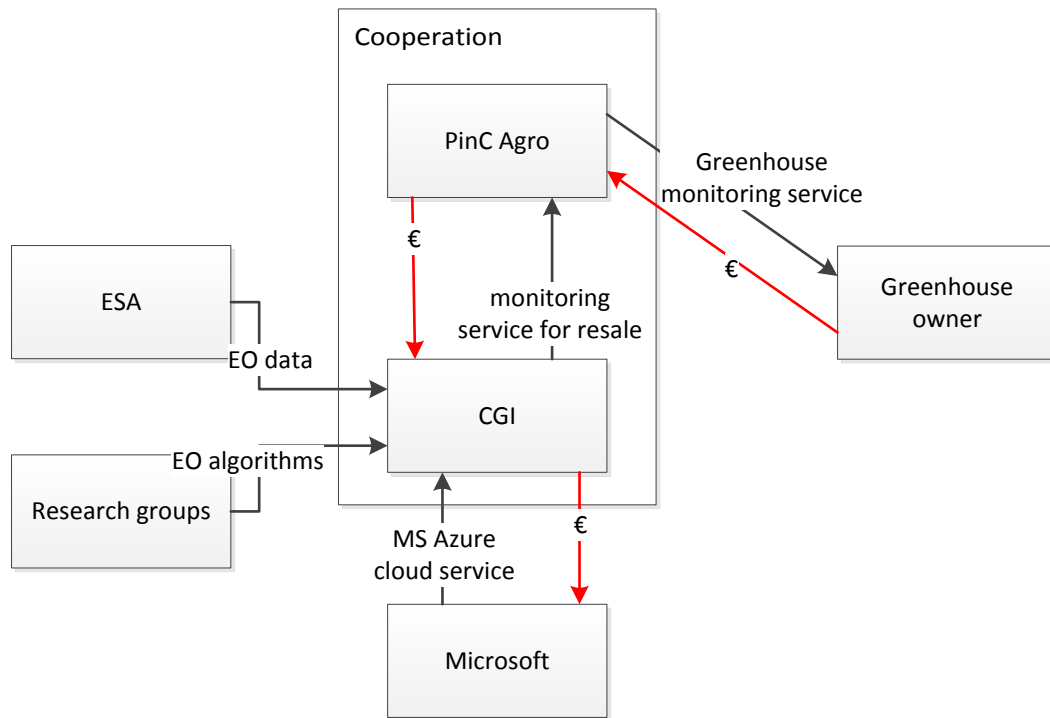 Cooperation
PinC Agro
Greenhouse
monitoring service
€
€
ESA
monitoring
service for resale
Greenhouse
owner
EO data
CGI
EO algorithms
Research groups
MS Azure
cloud service
€
Microsoft